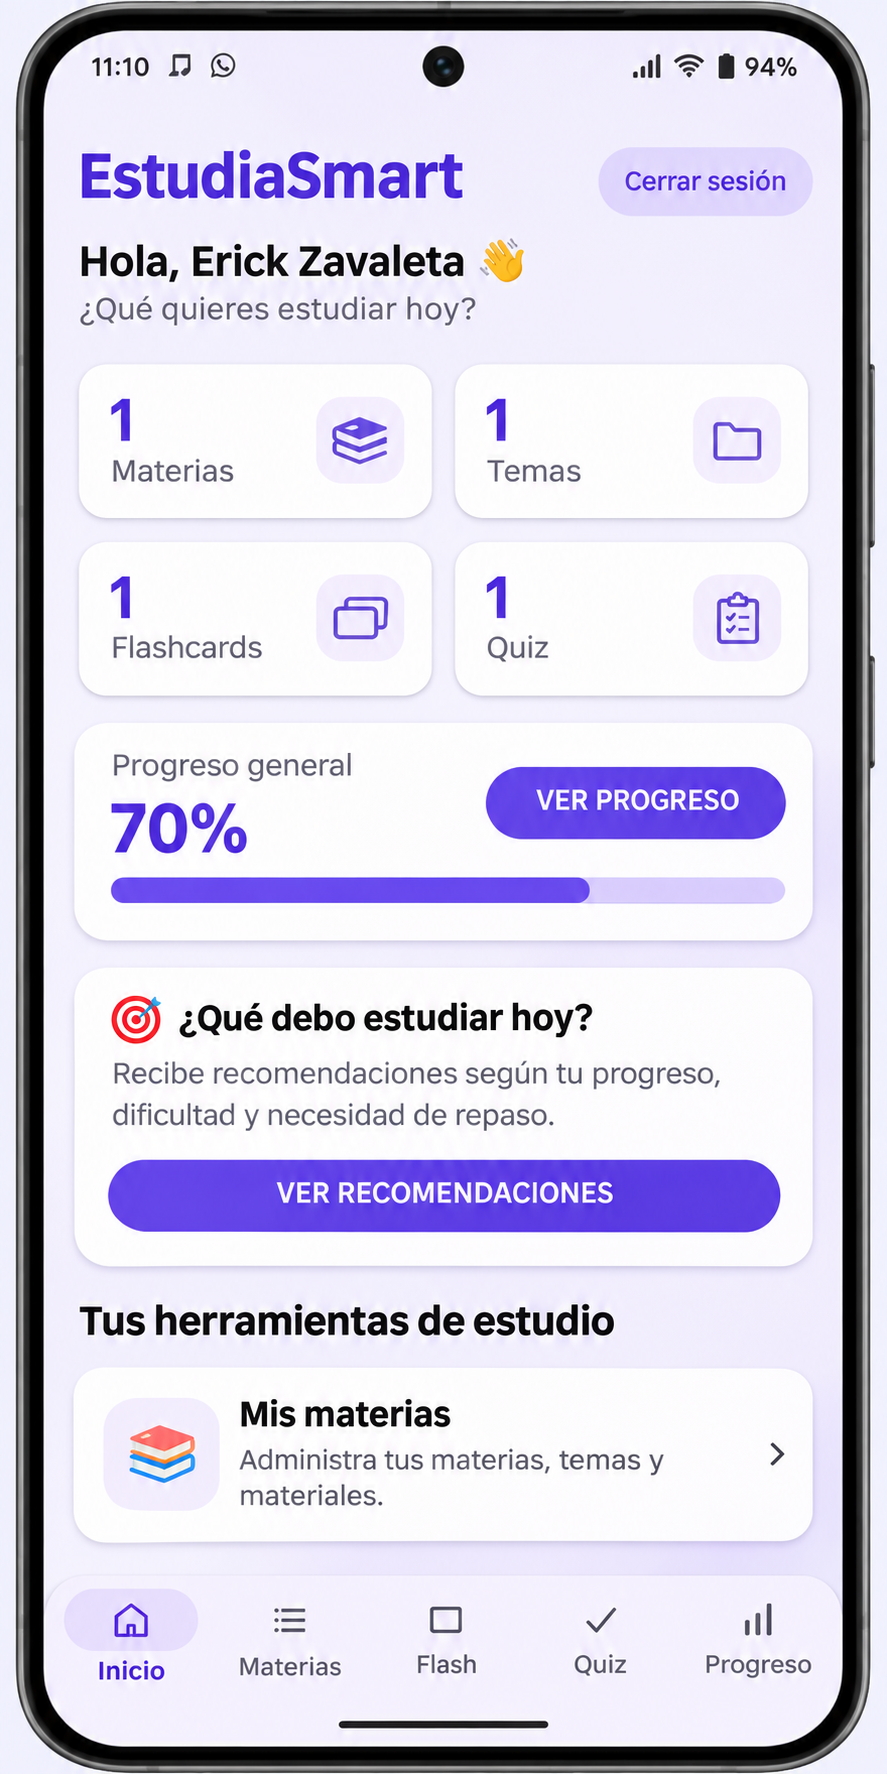 11:10 94%
EstudiaSmart
Cerrar sesión
Hola, Erick Zavaleta 👋
¿Qué quieres estudiar hoy?
1
Materias
1
Temas
1
Flashcards
1
Quiz
Progreso general
70%
VER PROGRESO
¿Qué debo estudiar hoy?
Recibe recomendaciones según tu progreso,
dificultad y necesidad de repaso.
VER RECOMENDACIONES
Tus herramientas de estudio
Mis materias
Administra tus materias, temas y
materiales.
Inicio
Materias
Flash
Quiz
Progreso